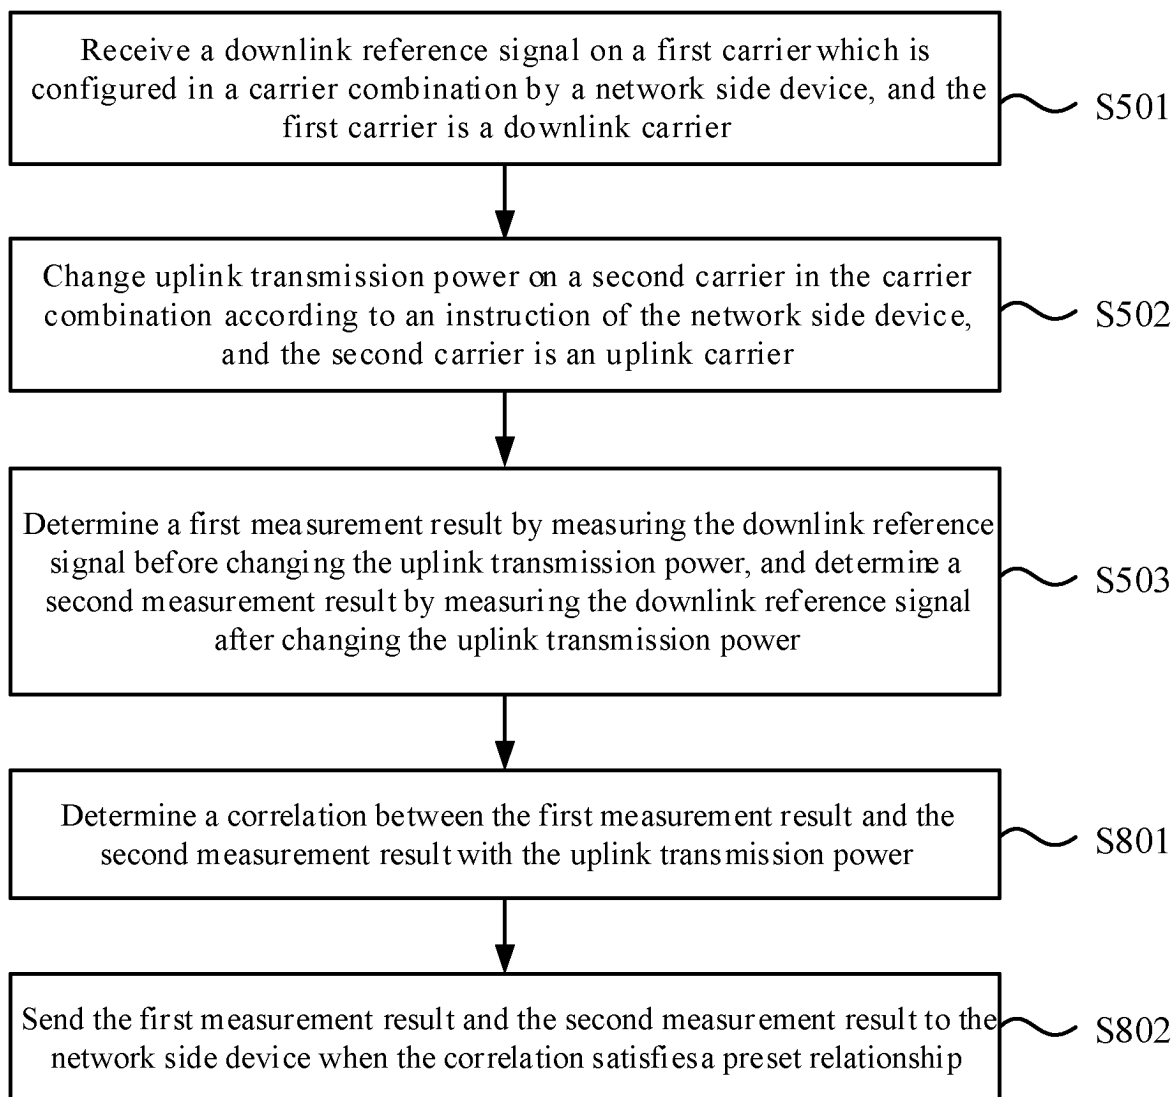 Receive a downlink reference signal on a first carrier which is
configured in a carrier combination by a network side device, and the
first carrier is a downlink carrier
S501
Change uplink transmission power on a second carrier in the carrier
combination according to an instruction of the network side device,
and the second carrier is an uplink carrier
S502
Determine a first measurement result by measuring the downlink reference
signal before changing the uplink transmission power, and determine a
second measurement result by measuring the downlink reference signal
after changing the uplink transmission power
S503
Determine a correlation between the first measurement result and the
second measurement result with the uplink transmission power
S801
Send the first measurement result and the second measurement result to the
network side device when the correlation satisfies a preset relationship
S802